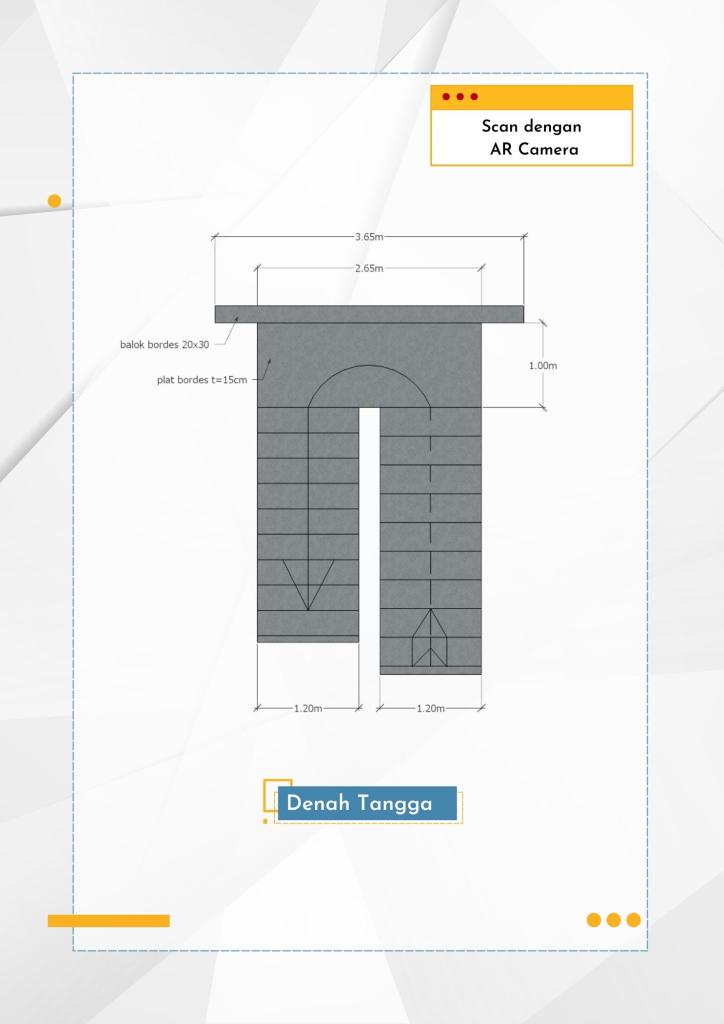 Scan dengan
AR Camera
3.65m
2.65m
balok bordes 20x30
1.00m
plat bordes t=15cm
1.20m
1.20m
Denah Tangga